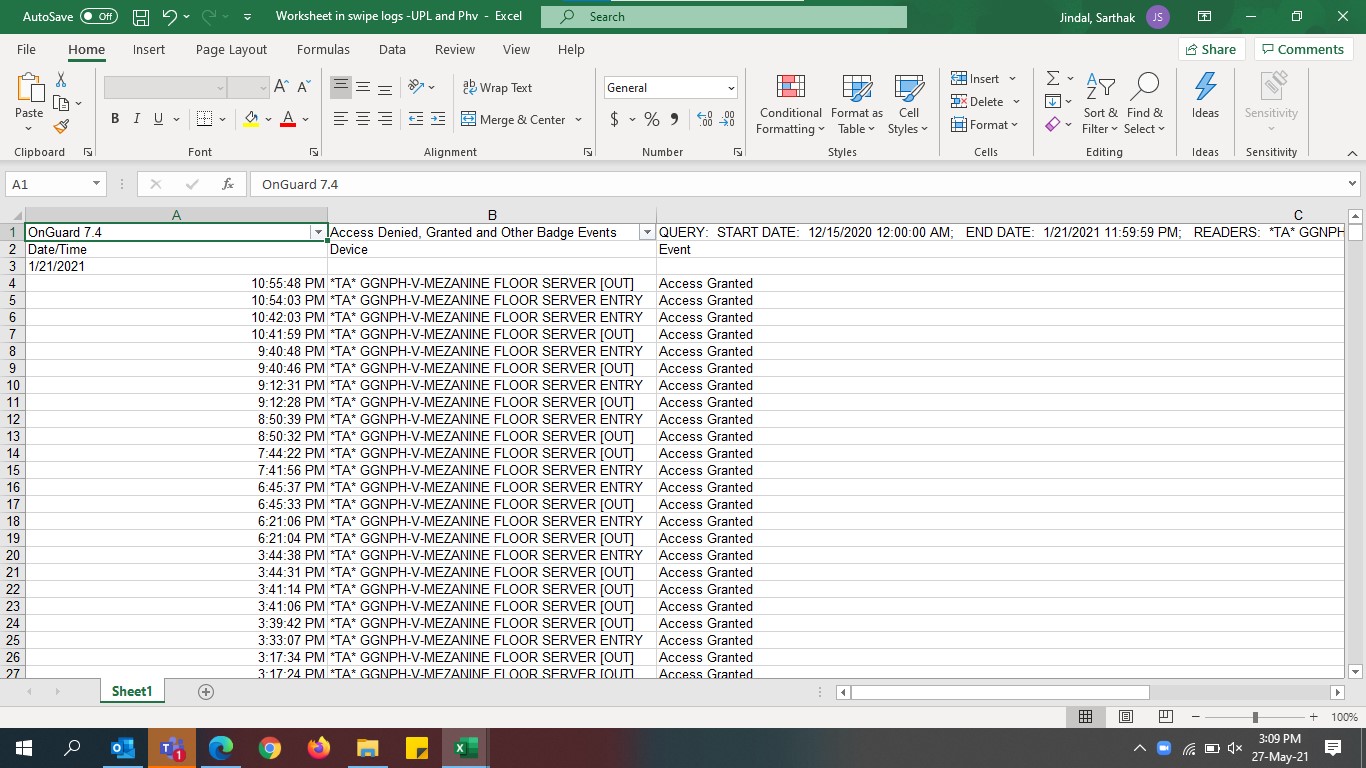 AutoSave Off Worksheet in swipe logs -UPL and Phv - Excel Search Jindal, Sarthak JS
File Home Insert Page Layout Formulas Data Review View Help Share Comments
Paste
Clipboard
B I U A A A
Font
ab Wrap Text
Merge & Center
Alignment
General
$ % 9
Number
Conditional Formatting
Format as Table
Cell Styles
Styles
Insert
Delete
Format
Cells
Sort & Filter
Find & Select
Editing
Ideas
Ideas
Sensitivity
Sensitivity
A1 fx OnGuard 7.4
A B C
1 OnGuard 7.4 Access Denied, Granted and Other Badge Events QUERY: START DATE: 12/15/2020 12:00:00 AM; END DATE: 1/21/2021 11:59:59 PM; READERS: *TA* GGNPH
2 Date/Time Device Event
3 1/21/2021
4 10:55:48 PM *TA* GGNPH-V-MEZANINE FLOOR SERVER [OUT] Access Granted
5 10:54:03 PM *TA* GGNPH-V-MEZANINE FLOOR SERVER ENTRY Access Granted
6 10:42:03 PM *TA* GGNPH-V-MEZANINE FLOOR SERVER ENTRY Access Granted
7 10:41:59 PM *TA* GGNPH-V-MEZANINE FLOOR SERVER [OUT] Access Granted
8 9:40:48 PM *TA* GGNPH-V-MEZANINE FLOOR SERVER ENTRY Access Granted
9 9:40:46 PM *TA* GGNPH-V-MEZANINE FLOOR SERVER [OUT] Access Granted
10 9:12:31 PM *TA* GGNPH-V-MEZANINE FLOOR SERVER ENTRY Access Granted
11 9:12:28 PM *TA* GGNPH-V-MEZANINE FLOOR SERVER [OUT] Access Granted
12 8:50:39 PM *TA* GGNPH-V-MEZANINE FLOOR SERVER ENTRY Access Granted
13 8:50:32 PM *TA* GGNPH-V-MEZANINE FLOOR SERVER [OUT] Access Granted
14 7:44:22 PM *TA* GGNPH-V-MEZANINE FLOOR SERVER [OUT] Access Granted
15 7:41:56 PM *TA* GGNPH-V-MEZANINE FLOOR SERVER ENTRY Access Granted
16 6:45:37 PM *TA* GGNPH-V-MEZANINE FLOOR SERVER ENTRY Access Granted
17 6:45:33 PM *TA* GGNPH-V-MEZANINE FLOOR SERVER [OUT] Access Granted
18 6:21:06 PM *TA* GGNPH-V-MEZANINE FLOOR SERVER ENTRY Access Granted
19 6:21:04 PM *TA* GGNPH-V-MEZANINE FLOOR SERVER [OUT] Access Granted
20 3:44:38 PM *TA* GGNPH-V-MEZANINE FLOOR SERVER ENTRY Access Granted
21 3:44:31 PM *TA* GGNPH-V-MEZANINE FLOOR SERVER [OUT] Access Granted
22 3:41:14 PM *TA* GGNPH-V-MEZANINE FLOOR SERVER [OUT] Access Granted
23 3:41:06 PM *TA* GGNPH-V-MEZANINE FLOOR SERVER [OUT] Access Granted
24 3:39:42 PM *TA* GGNPH-V-MEZANINE FLOOR SERVER [OUT] Access Granted
25 3:33:07 PM *TA* GGNPH-V-MEZANINE FLOOR SERVER ENTRY Access Granted
26 3:17:34 PM *TA* GGNPH-V-MEZANINE FLOOR SERVER [OUT] Access Granted
27 3:17:24 PM *TA* GGNPH-V-MEZANINE FLOOR SERVER [OUT] Access Granted
Sheet1
100%
3:09 PM
27-May-21